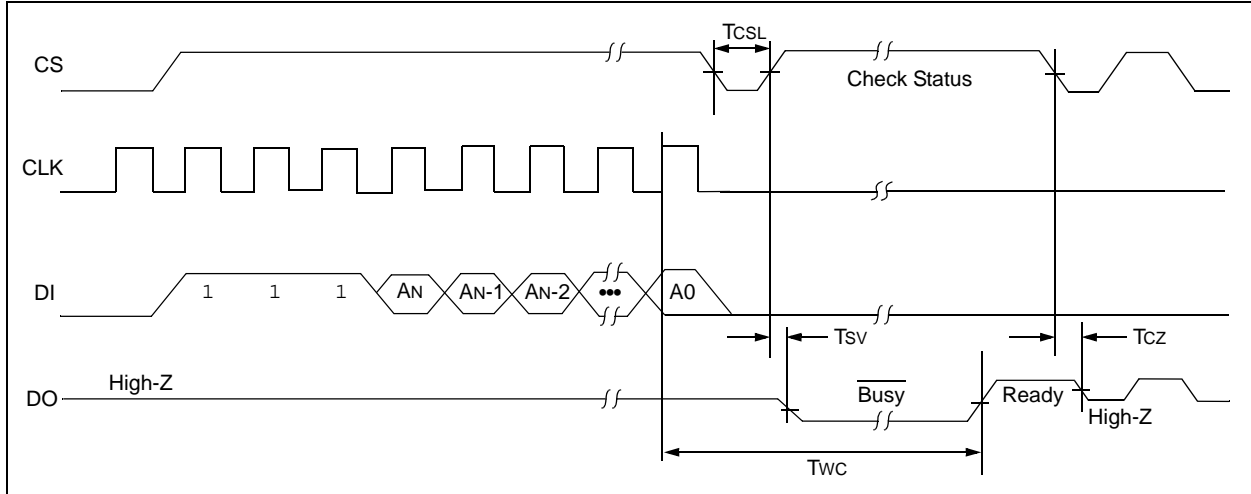 TCSL
CS
Check Status
CLK
DI 1 1 1 AN AN-1 AN-2 ••• A0
TSV
TCZ
High-Z
DO
Busy
Ready
High-Z
TWC